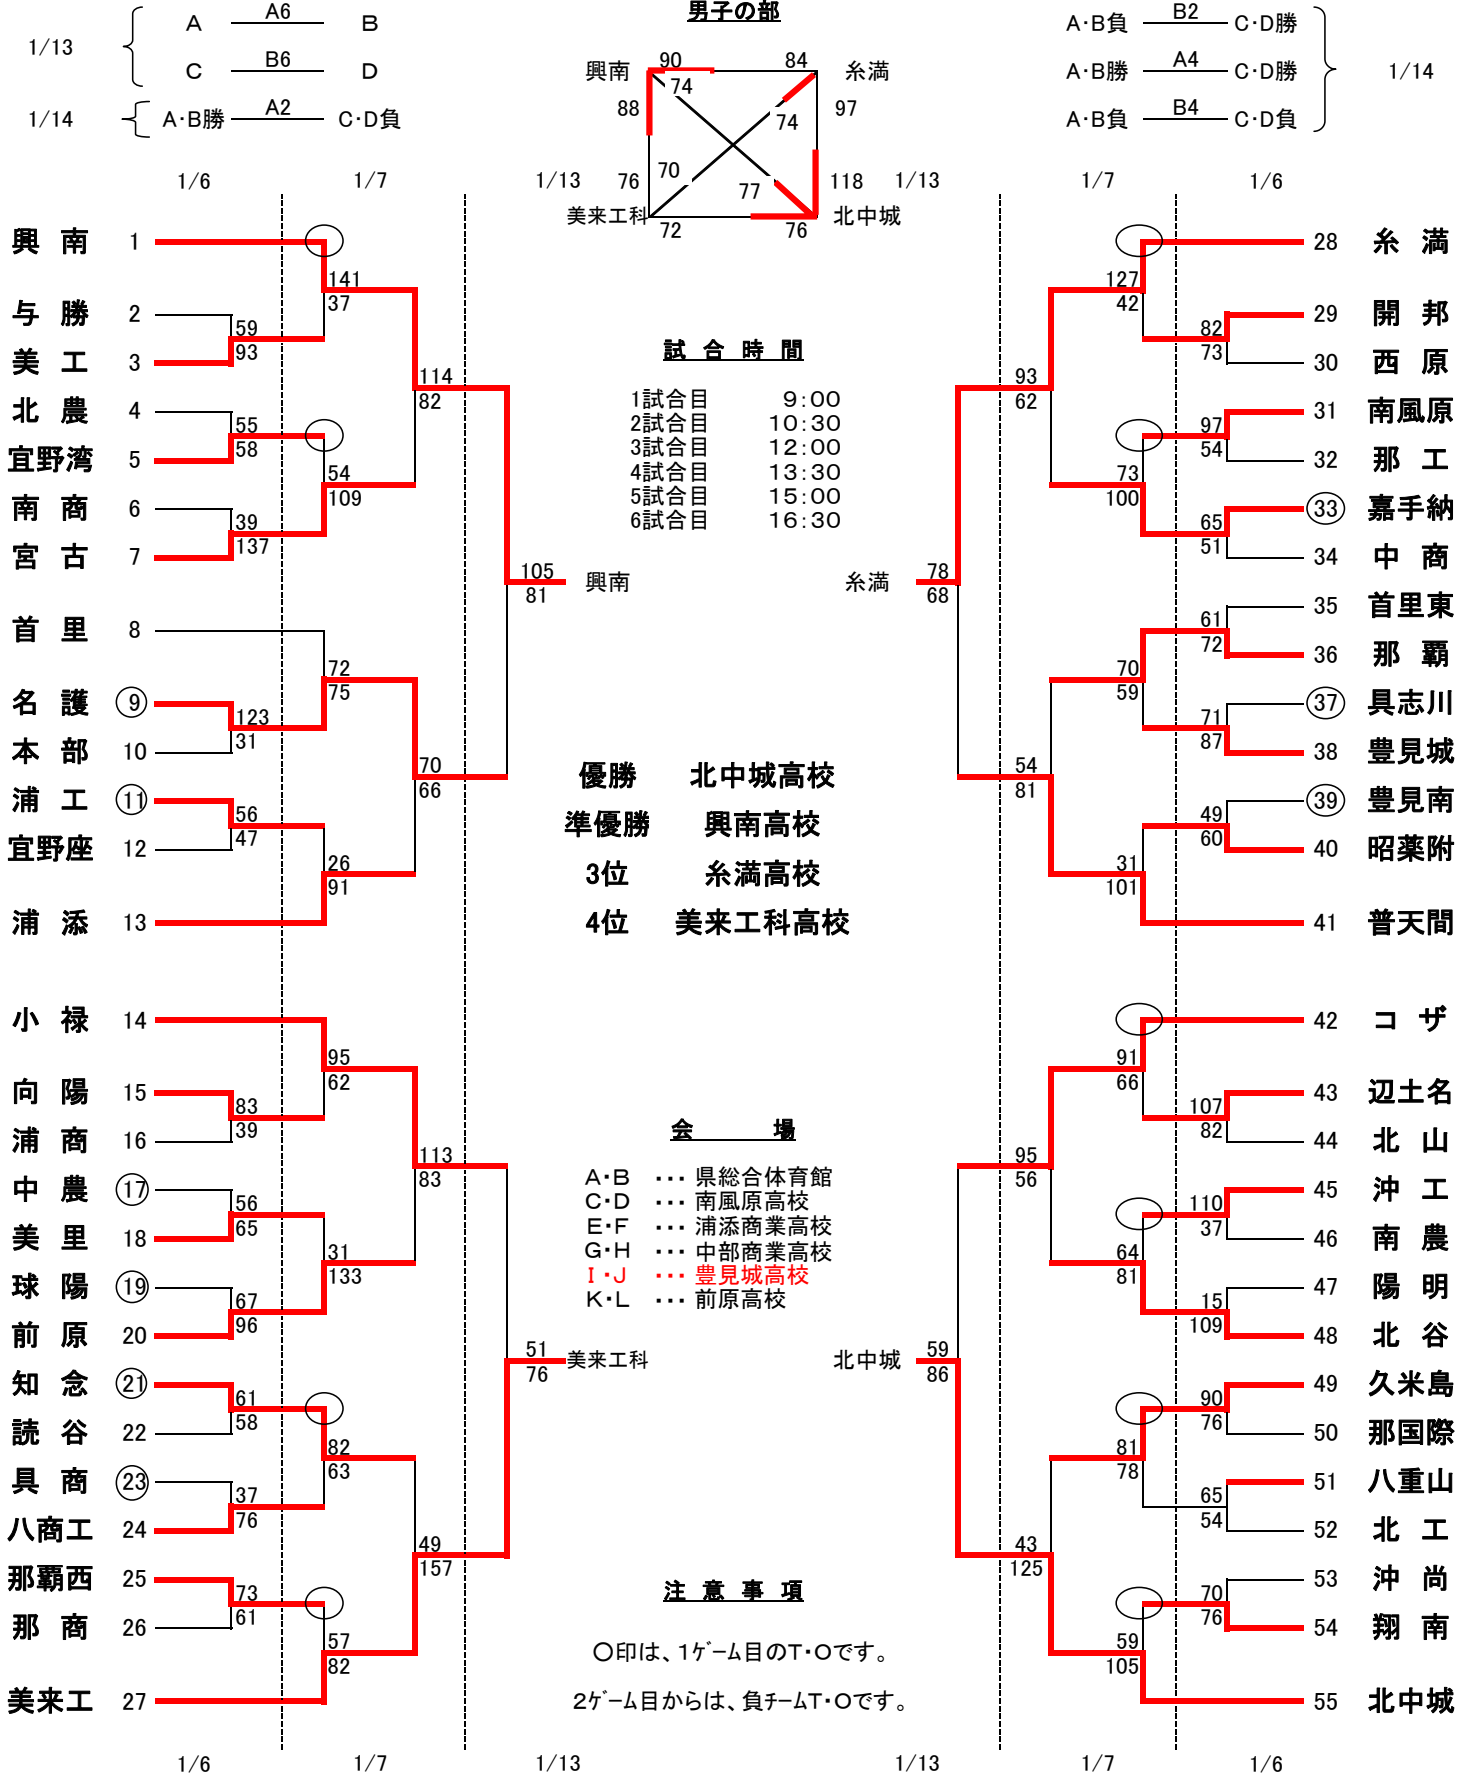 男子の部
1/13
A A6 B
C B6 D
1/14 A・B勝 A2 C・D負
A・B負 B2 C・D勝
A・B勝 A4 C・D勝
A・B負 B4 C・D負
1/14
興南 90 84 糸満
74
88 74 97
70 77
76 118
美来工科 72 76 北中城
1/6 1/7 1/13 1/13 1/7 1/6
興南 1
141
37
与勝 2
59
93
美工 3
114
82
北農 4
55
58
宜野湾 5
54
109
南商 6
39
137
宮古 7
105 興南
81
首里 8
72
75
名護 9
123
31
本部 10
70
66
浦工 11
56
47
宜野座 12
26
91
浦添 13
小禄 14
95
62
向陽 15
83
39
浦商 16
113
83
中農 17
56
65
美里 18
31
133
球陽 19
67
96
前原 20
51 美来工科
76
知念 21
61
58
読谷 22
82
63
具商 23
37
76
八商工 24
49
157
那覇西 25
73
61
那商 26
57
82
美来工 27
試合時間
1試合目 9:00
2試合目 10:30
3試合目 12:00
4試合目 13:30
5試合目 15:00
6試合目 16:30
優勝 北中城高校
準優勝 興南高校
3位 糸満高校
4位 美来工科高校
会場
A・B ・・・ 県総合体育館
C・D ・・・ 南風原高校
E・F ・・・ 浦添商業高校
G・H ・・・ 中部商業高校
I・J ・・・ 豊見城高校
K・L ・・・ 前原高校
注意事項
〇印は、1ゲーム目のT・Oです。
2ゲーム目からは、負チームT・Oです。
28 糸満
127
42
29 開邦
82
73
30 西原
93
62
31 南風原
97
54
32 那工
73
100
33 嘉手納
65
51
34 中商
糸満 78
68
35 首里東
61
72
36 那覇
70
59
37 具志川
71
87
38 豊見城
54
81
39 豊見南
49
60
40 昭薬附
31
101
41 普天間
42 コザ
91
66
43 辺土名
107
82
44 北山
95
56
45 沖工
110
37
46 南農
64
81
47 陽明
15
109
48 北谷
北中城 59
86
49 久米島
90
76
50 那国際
81
78
51 八重山
65
54
52 北工
43
125
53 沖尚
70
76
54 翔南
59
105
55 北中城
1/6 1/7 1/13 1/13 1/7 1/6